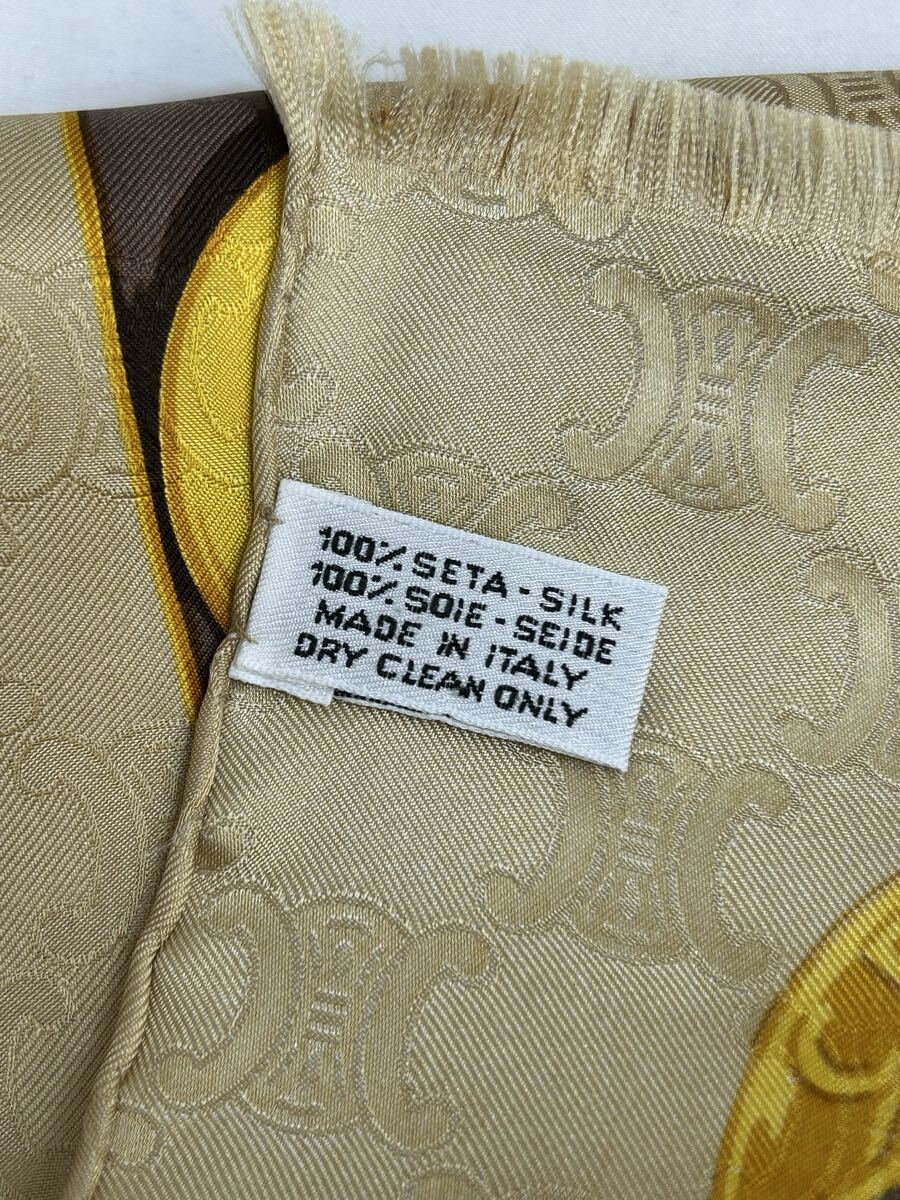 100% SETA - SILK
100% SOIE - SEIDE
MADE IN ITALY
DRY CLEAN ONLY